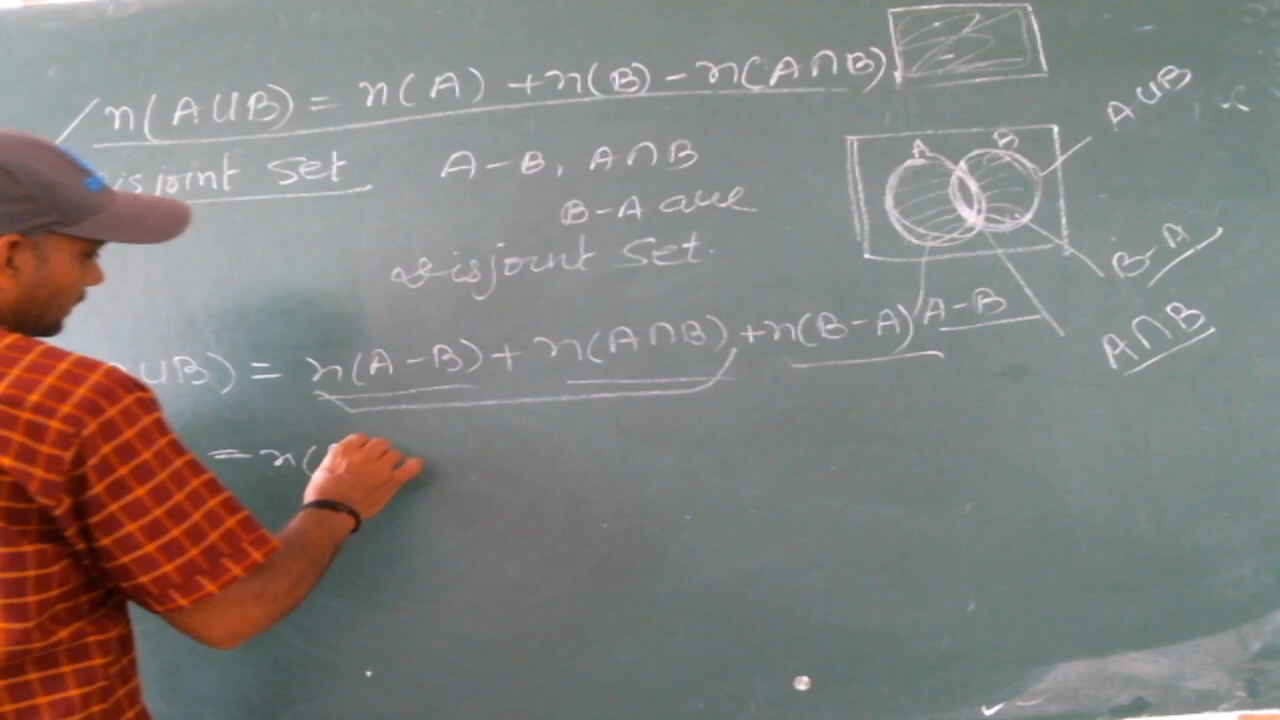 n(A∪B) = n(A) + n(B) - n(A∩B)
isjoint Set
A-B, A∩B
B-A are
disjoint Set.
A
B
A∪B
B-A
A∩B
A-B
∪B) = n(A-B) + n(A∩B) + n(B-A)
= n(